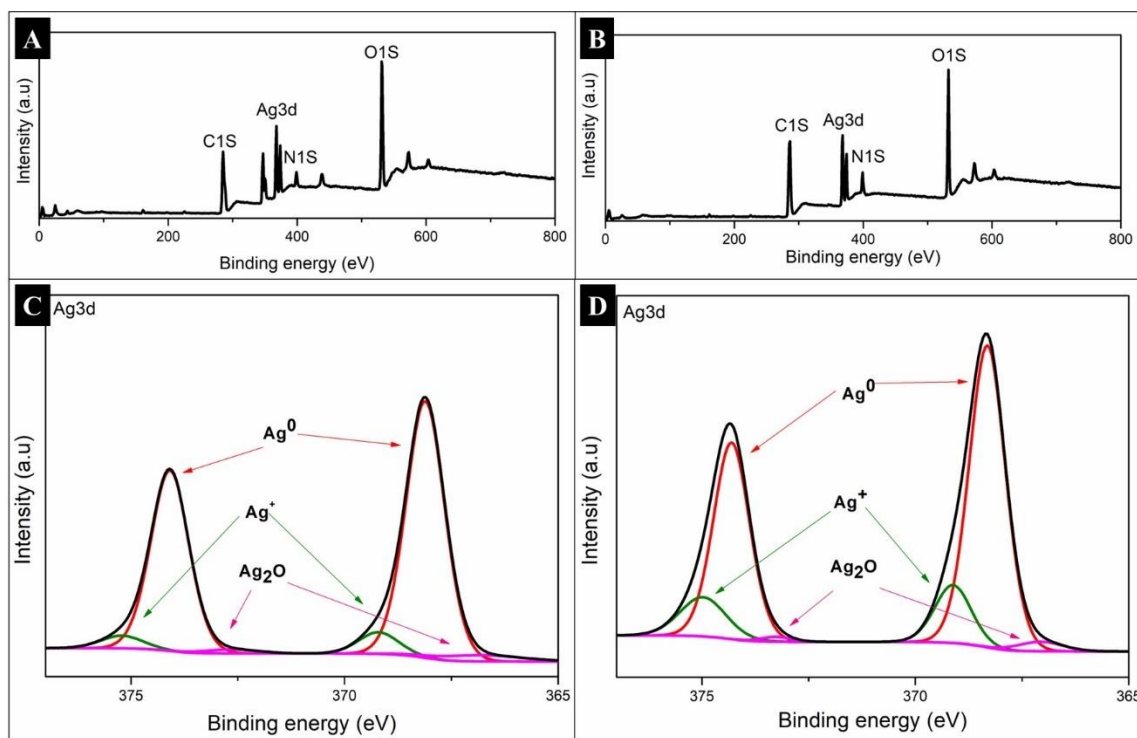 A
Intensity (a.u)
C1S
Ag3d
N1S
O1S
0 200 400 600 800
Binding energy (eV)
B
Intensity (a.u)
C1S
Ag3d
N1S
O1S
0 200 400 600 800
Binding energy (eV)
C
Ag3d
Intensity (a.u)
Ag⁰
Ag⁺
Ag₂O
375 370 365
Binding energy (eV)
D
Ag3d
Intensity (a.u)
Ag⁰
Ag⁺
Ag₂O
375 370 365
Binding energy (eV)